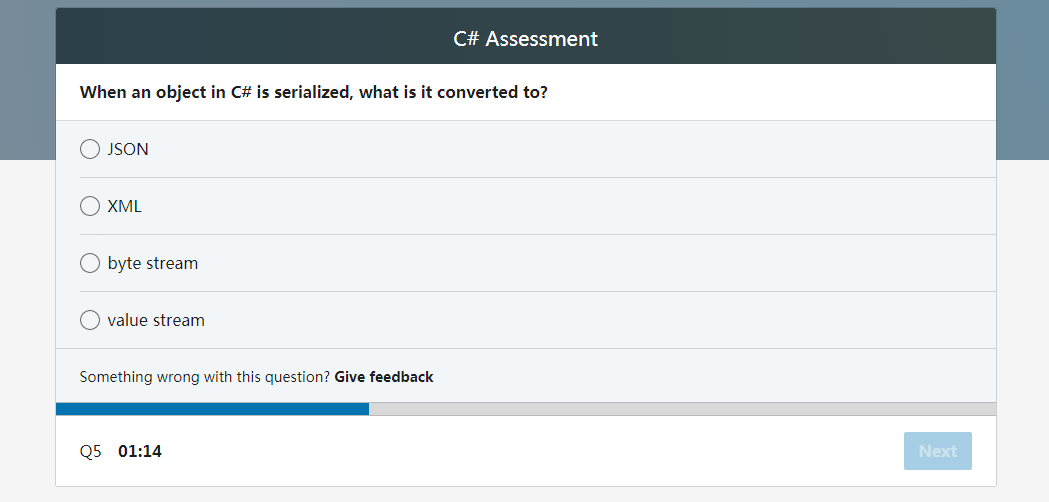 C# Assessment
When an object in C# is serialized, what is it converted to?
JSON
XML
byte stream
value stream
Something wrong with this question? Give feedback
Q5 01:14 Next